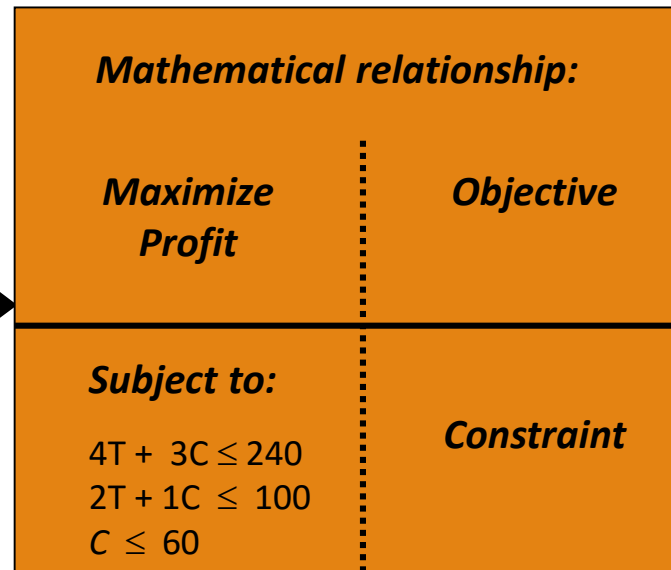 Mathematical relationship:
Maximize
Profit
Objective
Subject to:
4T + 3C ≤ 240
2T + 1C ≤ 100
C ≤ 60
Constraint